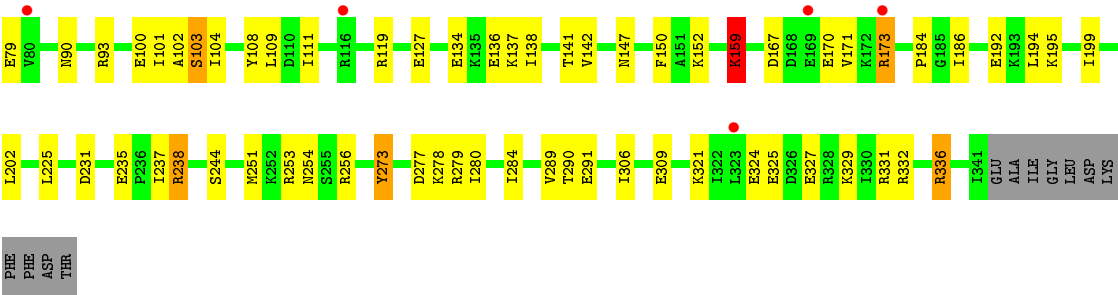 E79 V80 N90 R93 E100 I101 A102 S103 I104 Y108 L109 D110 I111 R116 R119 E127 E134 K135 E136 K137 I138 T141 V142 N147 F150 A151 K152 K159 D167 D168 E169 E170 V171 K172 R173 P184 G185 I186 E192 K193 L194 K195 I199
L202 L225 D231 E235 P236 I237 R238 S244 M251 K252 R253 N254 S255 R256 Y273 D277 K278 R279 I280 I284 V289 T290 E291 I306 E309 K321 I322 L323 E324 E325 D326 E327 R328 K329 I330 R331 R332 R336 I341 GLU ALA ILE GLY LEU ASP LYS
PHE PHE ASP THR